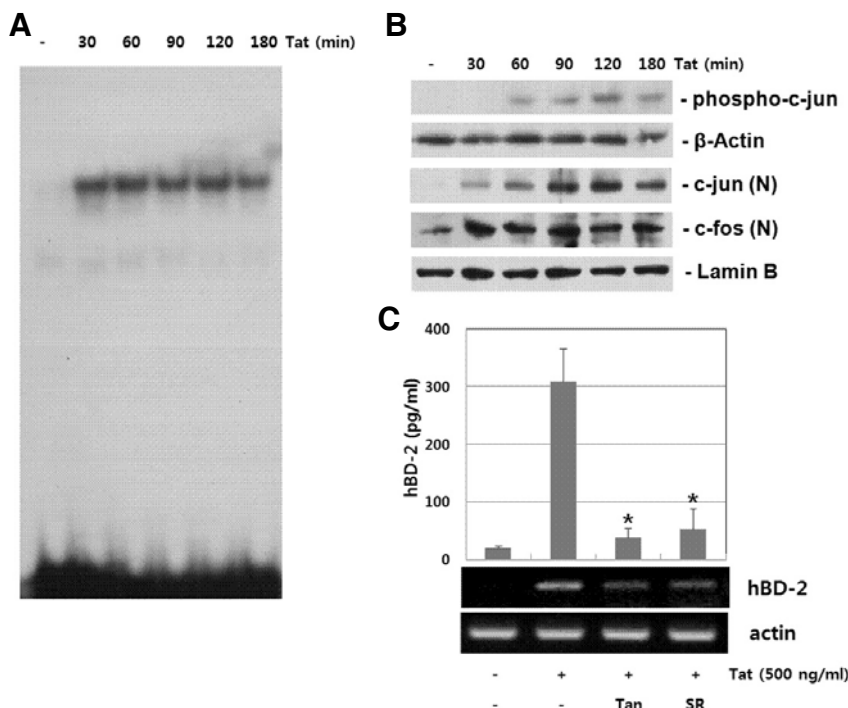 A
- 30 60 90 120 180 Tat (min)
B
- 30 60 90 120 180 Tat (min)
- phospho-c-jun
- β-Actin
- c-jun (N)
- c-fos (N)
- Lamin B
C
400
300
200
100
0
hBD-2 (pg/ml)
* *
hBD-2
actin
- + + + Tat (500 ng/ml)
- - Tan SR